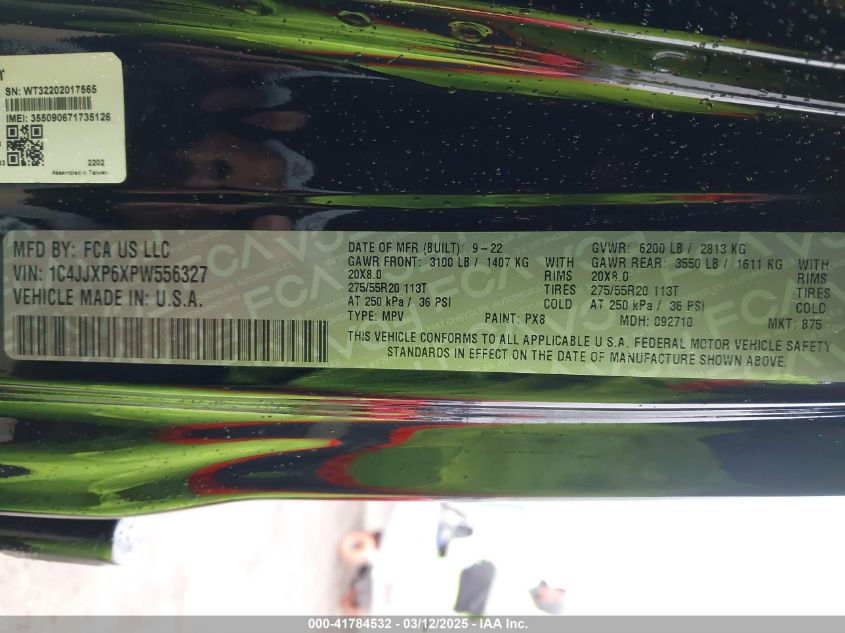 SN: WT32202017565
IMEI: 355090671735126
2202
Assembled in Taiwan
MFD BY: FCA US LLC
VIN: 1C4JJXP6XPW556327
VEHICLE MADE IN: U.S.A.
DATE OF MFR (BUILT): 9-22 GVWR: 6200 LB / 2813 KG
GAWR FRONT: 3100 LB / 1407 KG WITH GAWR REAR: 3550 LB / 1611 KG WITH
20X8.0 RIMS 20X8.0 RIMS
275/55R20 113T TIRES 275/55R20 113T TIRES
AT 250 kPa / 36 PSI COLD AT 250 kPa / 36 PSI COLD
TYPE: MPV PAINT: PX8 MDH: 092710 MKT: 875
THIS VEHICLE CONFORMS TO ALL APPLICABLE U.S.A. FEDERAL MOTOR VEHICLE SAFETY
STANDARDS IN EFFECT ON THE DATE OF MANUFACTURE SHOWN ABOVE.
000-41784532 - 03/12/2025 - IAA Inc.